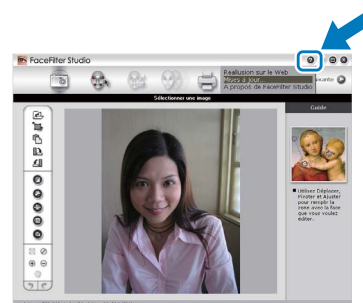 FaceFilter Studio
Reallusion sur le Web
Mises à jour...
A propos de FaceFilter Studio
Sélectionner une image
Guide
Utilisez Déplacer,
Pivoter et Ajuster
pour remplir la
zone avec la face
que vous voulez
éditer.